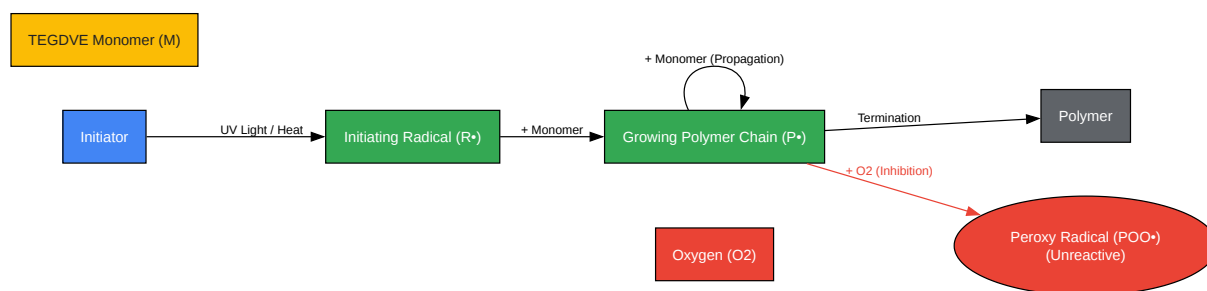 TEGDVE Monomer (M)
+ Monomer (Propagation)
Initiator
UV Light / Heat
Initiating Radical (R•)
+ Monomer
Growing Polymer Chain (P•)
Termination
Polymer
+ O2 (Inhibition)
Oxygen (O2)
Peroxy Radical (POO•)
(Unreactive)